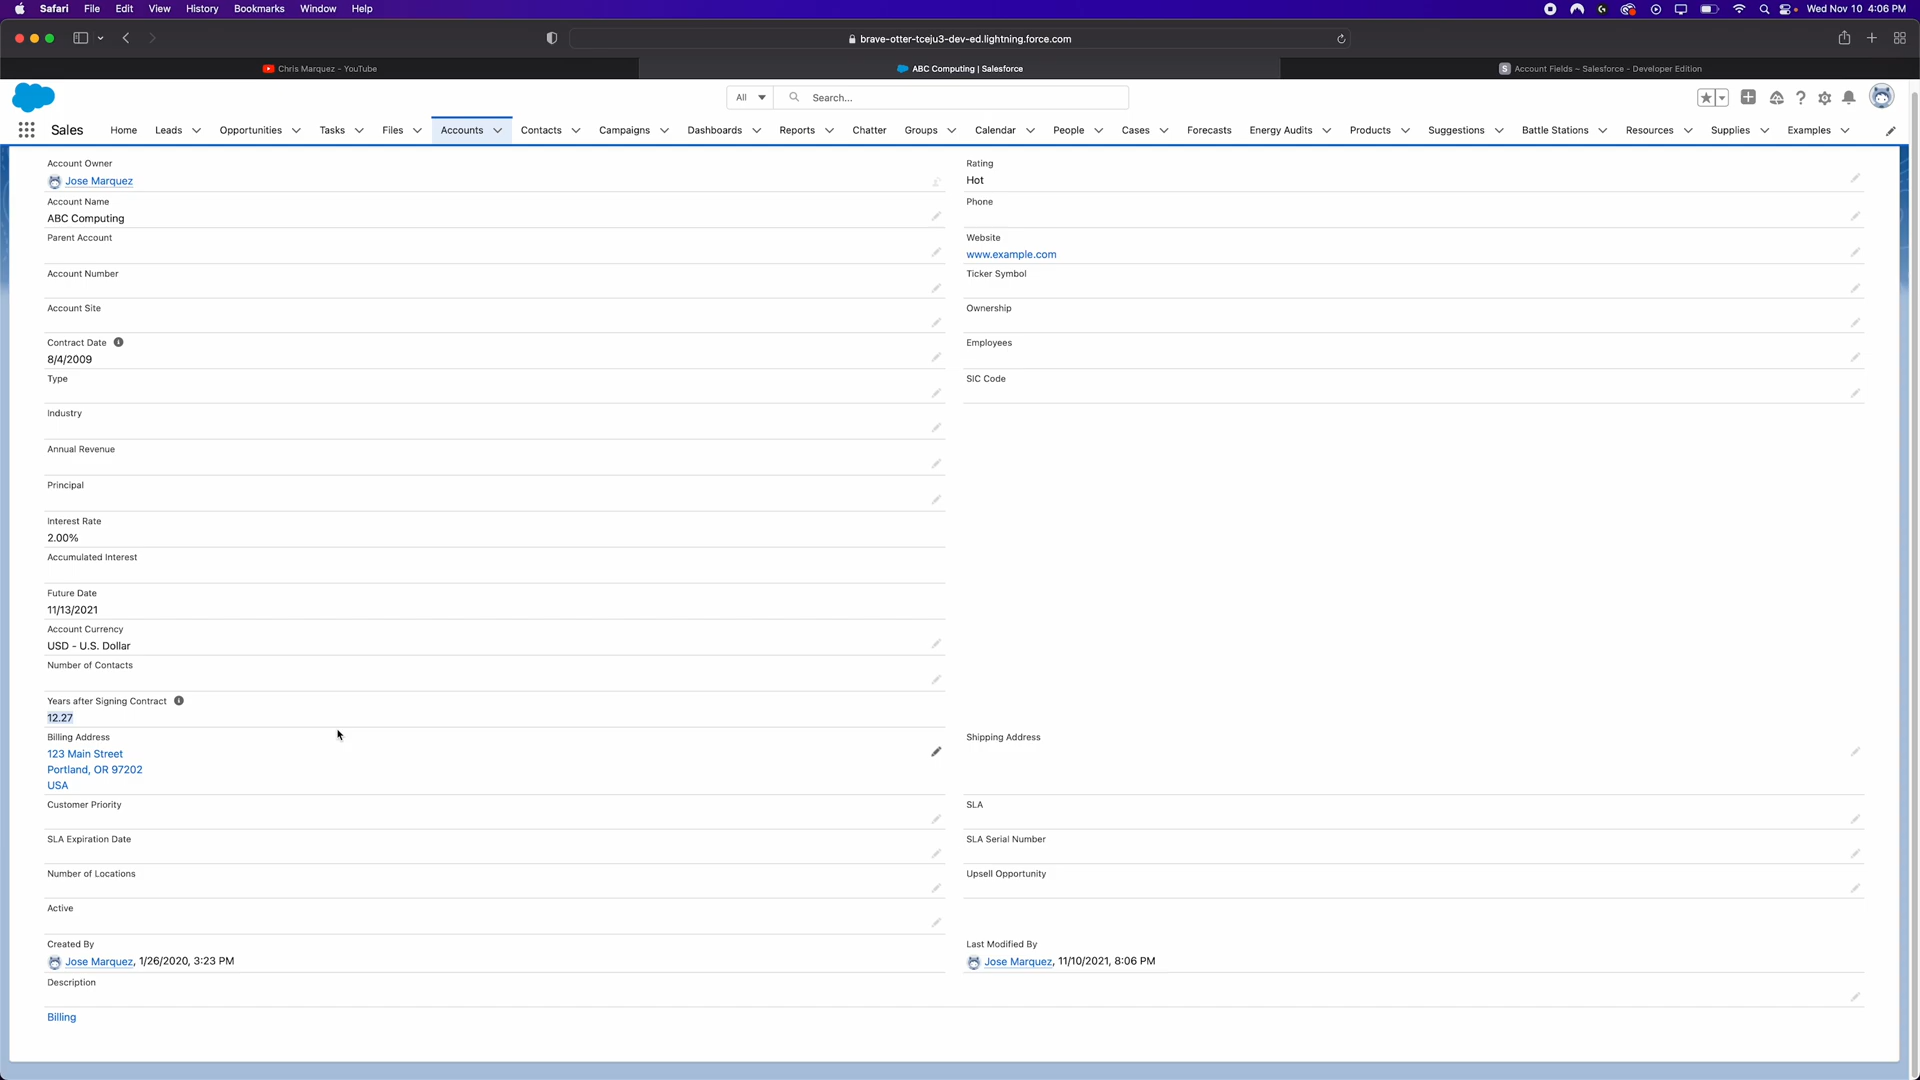 Safari File Edit View History Bookmarks Window Help Wed Nov 10 4:06 PM
brave-otter-tceju3-dev-ed.lightning.force.com
Chris Marquez - YouTube ABC Computing | Salesforce S Account Fields ~ Salesforce - Developer Edition
All Search...
Sales Home Leads Opportunities Tasks Files Accounts Contacts Campaigns Dashboards Reports Chatter Groups Calendar People Cases Forecasts Energy Audits Products Suggestions Battle Stations Resources Supplies Examples
Account Owner
Jose Marquez
Rating
Hot
Account Name
ABC Computing
Phone
Parent Account
Website
www.example.com
Account Number
Ticker Symbol
Account Site
Ownership
Contract Date
8/4/2009
Employees
Type
SIC Code
Industry
Annual Revenue
Principal
Interest Rate
2.00%
Accumulated Interest
Future Date
11/13/2021
Account Currency
USD - U.S. Dollar
Number of Contacts
Years after Signing Contract
12.27
Billing Address
123 Main Street
Portland, OR 97202
USA
Shipping Address
Customer Priority
SLA
SLA Expiration Date
SLA Serial Number
Number of Locations
Upsell Opportunity
Active
Created By
Jose Marquez, 1/26/2020, 3:23 PM
Last Modified By
Jose Marquez, 11/10/2021, 8:06 PM
Description
Billing